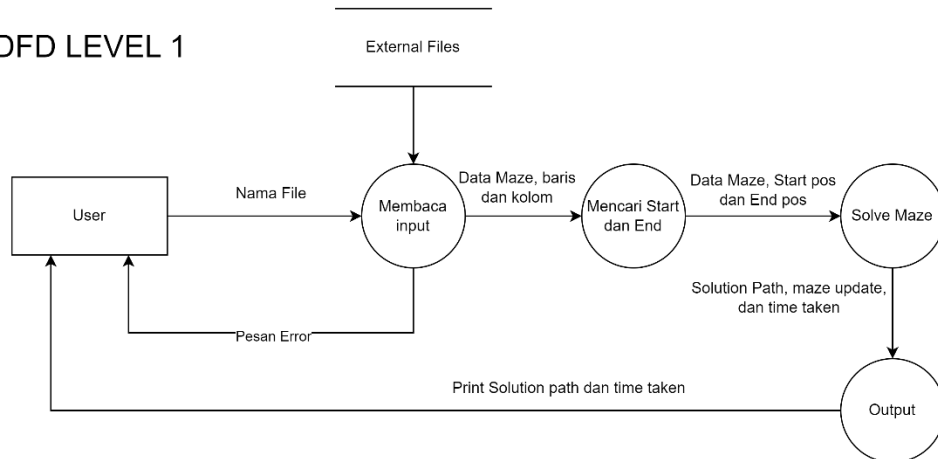 DFD LEVEL 1
External Files
User
Nama File
Membaca
input
Data Maze, baris
dan kolom
Mencari Start
dan End
Data Maze, Start pos
dan End pos
Solve Maze
Solution Path, maze update,
dan time taken
Pesan Error
Print Solution path dan time taken
Output